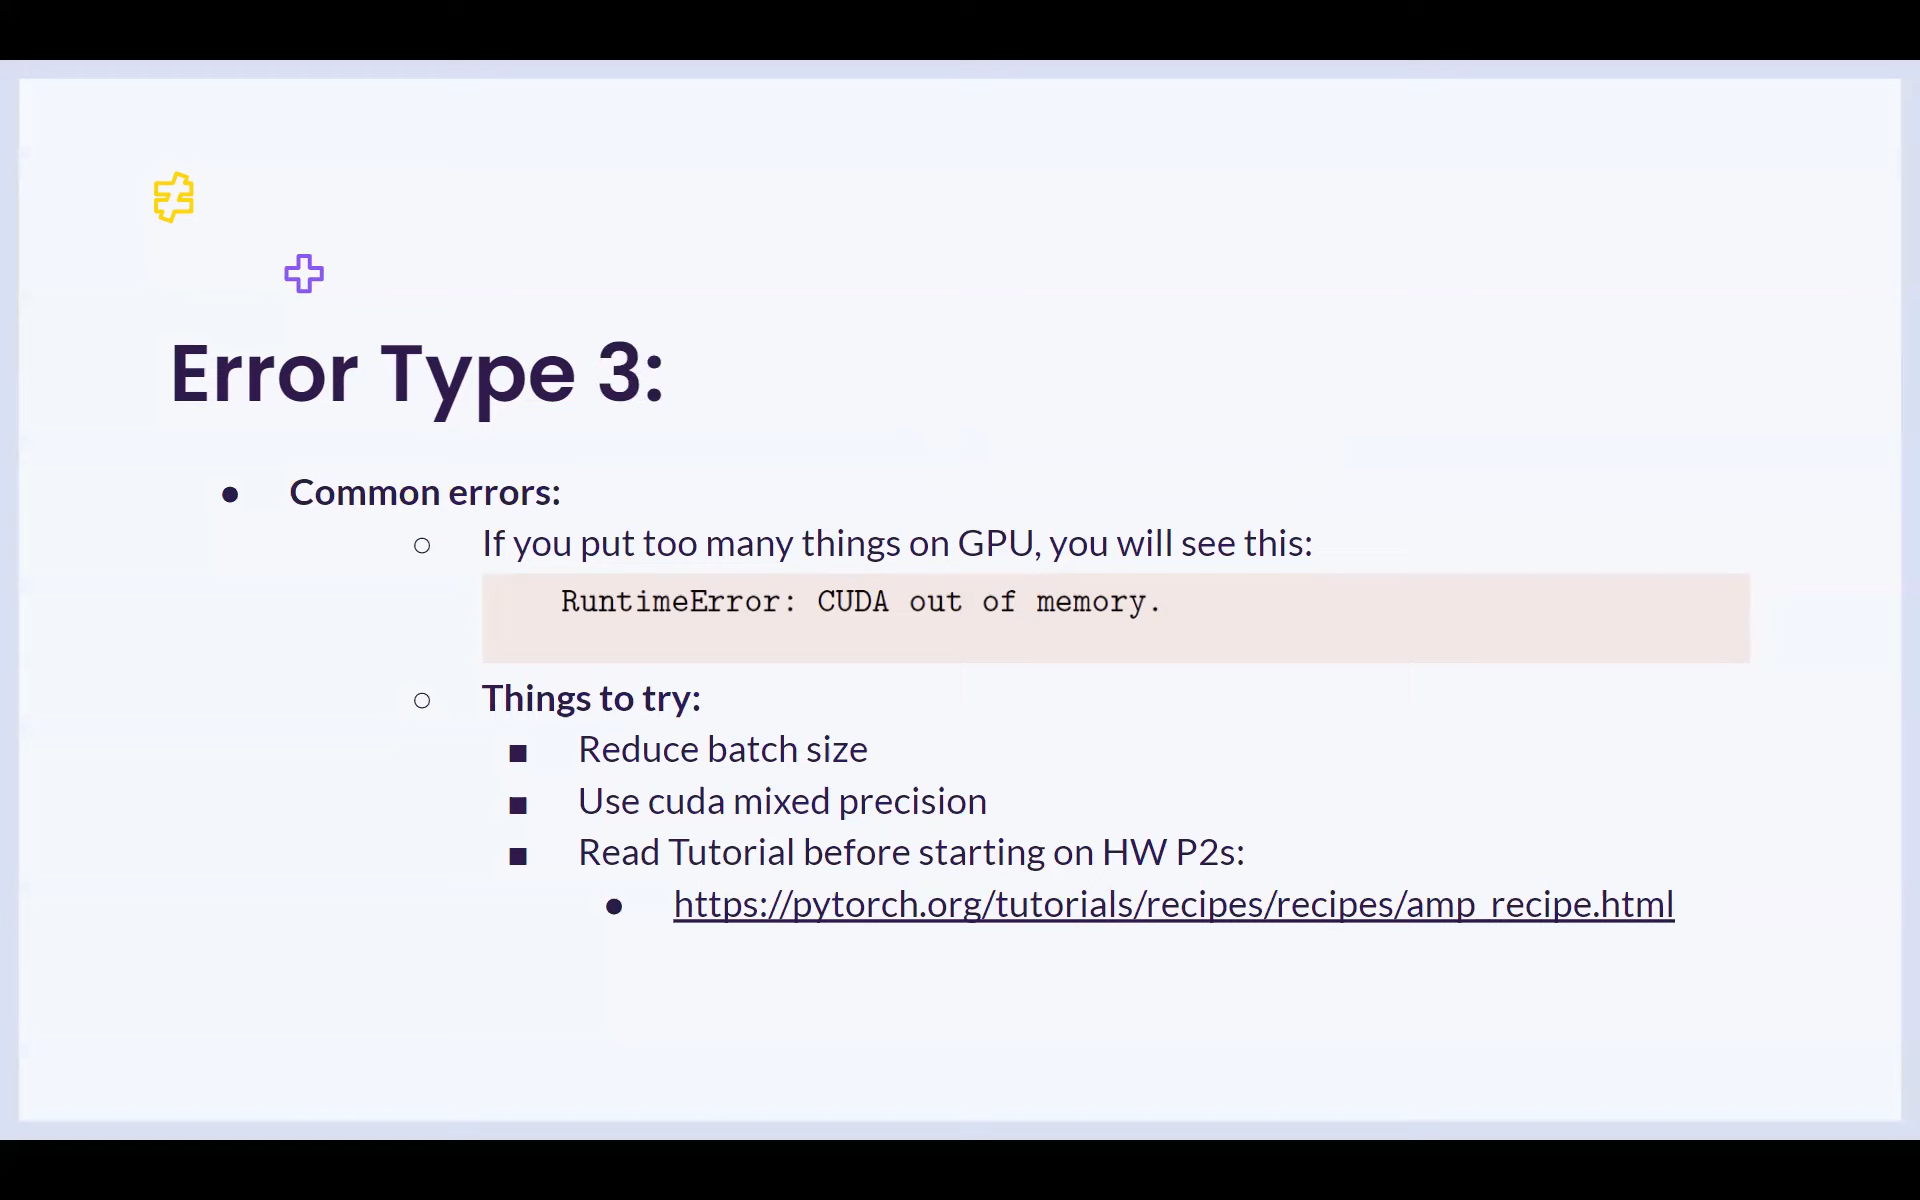 Error Type 3:
● Common errors:
○ If you put too many things on GPU, you will see this:
RuntimeError: CUDA out of memory.
○ Things to try:
■ Reduce batch size
■ Use cuda mixed precision
■ Read Tutorial before starting on HW P2s:
● https://pytorch.org/tutorials/recipes/recipes/amp_recipe.html